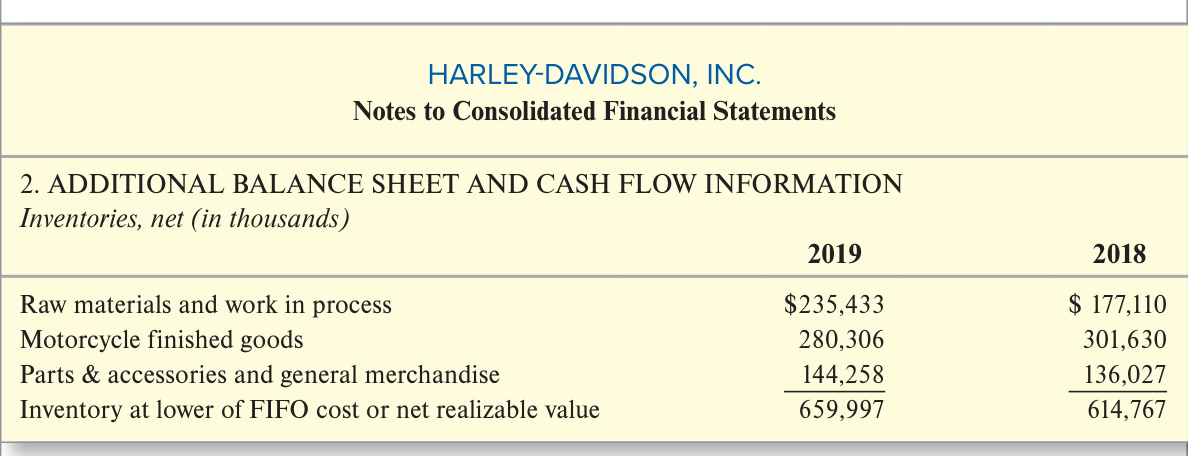 HARLEY-DAVIDSON, INC.
Notes to Consolidated Financial Statements
2. ADDITIONAL BALANCE SHEET AND CASH FLOW INFORMATION
Inventories, net (in thousands)
2019 2018
Raw materials and work in process $235,433 $ 177,110
Motorcycle finished goods 280,306 301,630
Parts & accessories and general merchandise 144,258 136,027
Inventory at lower of FIFO cost or net realizable value 659,997 614,767